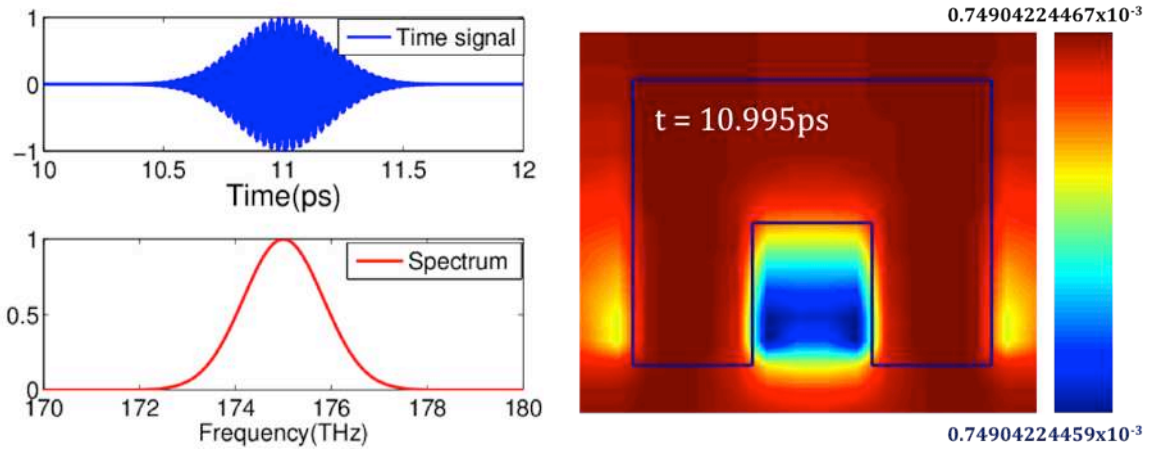 1
0
−1
10
10.5
11
11.5
12
Time(ps)
Time signal
1
0.5
0
170
172
174
176
178
180
Frequency(THz)
Spectrum
0.74904224467x10⁻³
t = 10.995ps
0.74904224459x10⁻³